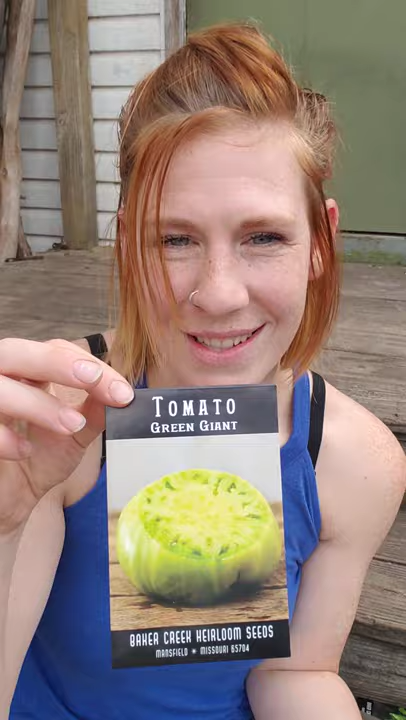 TOMATO
GREEN GIANT
BAKER CREEK HEIRLOOM SEEDS
MANSFIELD * MISSOURI 65704